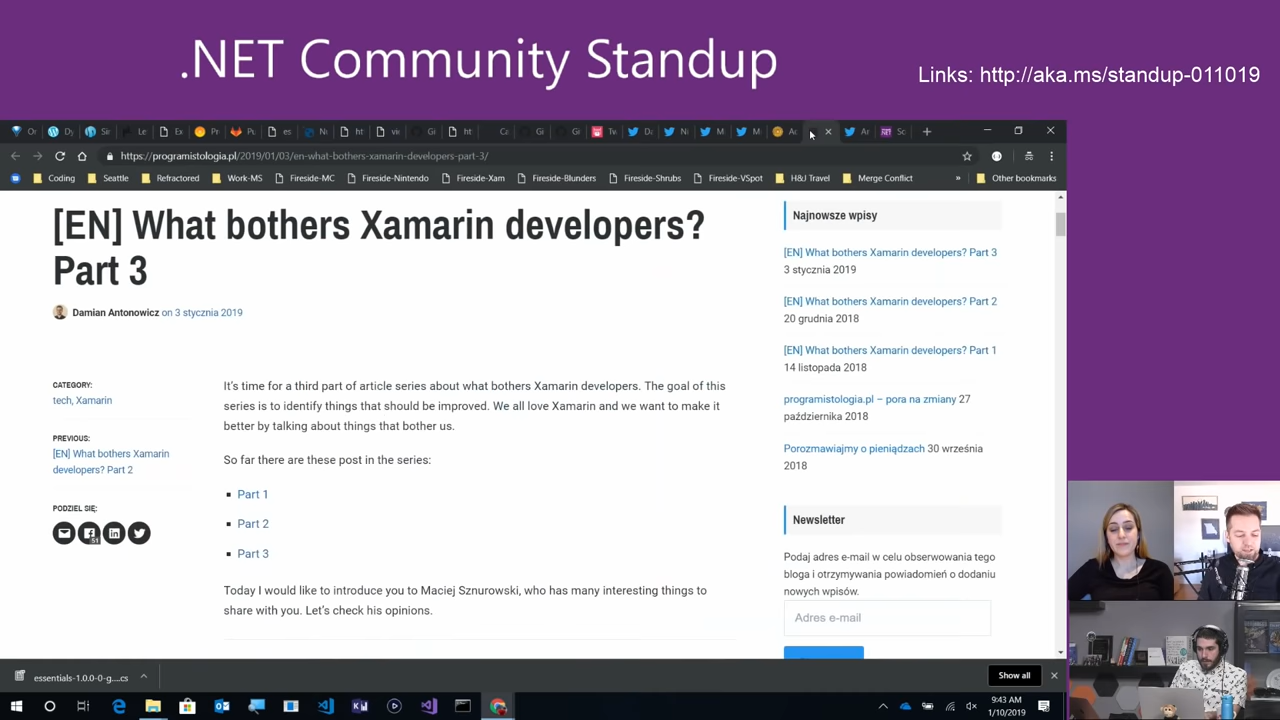 .NET Community Standup
Links: http://aka.ms/standup-011019
https://programistologia.pl/2019/01/03/en-what-bothers-xamarin-developers-part-3/
Coding
Seattle
Refractored
Work-MS
Fireside-MC
Fireside-Nintendo
Fireside-Xam
Fireside-Blunders
Fireside-Shrubs
Fireside-VSpot
H&J Travel
Merge Conflict
»
Other bookmarks
[EN] What bothers Xamarin developers?
Part 3
Damian Antonowicz on 3 stycznia 2019
CATEGORY:
tech, Xamarin
PREVIOUS:
[EN] What bothers Xamarin
developers? Part 2
PODZIEL SIĘ:
51
It's time for a third part of article series about what bothers Xamarin developers. The goal of this
series is to identify things that should be improved. We all love Xamarin and we want to make it
better by talking about things that bother us.
So far there are these post in the series:
Part 1
Part 2
Part 3
Today I would like to introduce you to Maciej Sznurowski, who has many interesting things to
share with you. Let's check his opinions.
Najnowsze wpisy
[EN] What bothers Xamarin developers? Part 3
3 stycznia 2019
[EN] What bothers Xamarin developers? Part 2
20 grudnia 2018
[EN] What bothers Xamarin developers? Part 1
14 listopada 2018
programistologia.pl – pora na zmiany 27
października 2018
Porozmawiajmy o pieniądzach 30 września
2018
Newsletter
Podaj adres e-mail w celu obserwowania tego
bloga i otrzymywania powiadomień o dodaniu
nowych wpisów.
Adres e-mail
essentials-1.0.0-0-g....cs
Show all
9:43 AM
1/10/2019